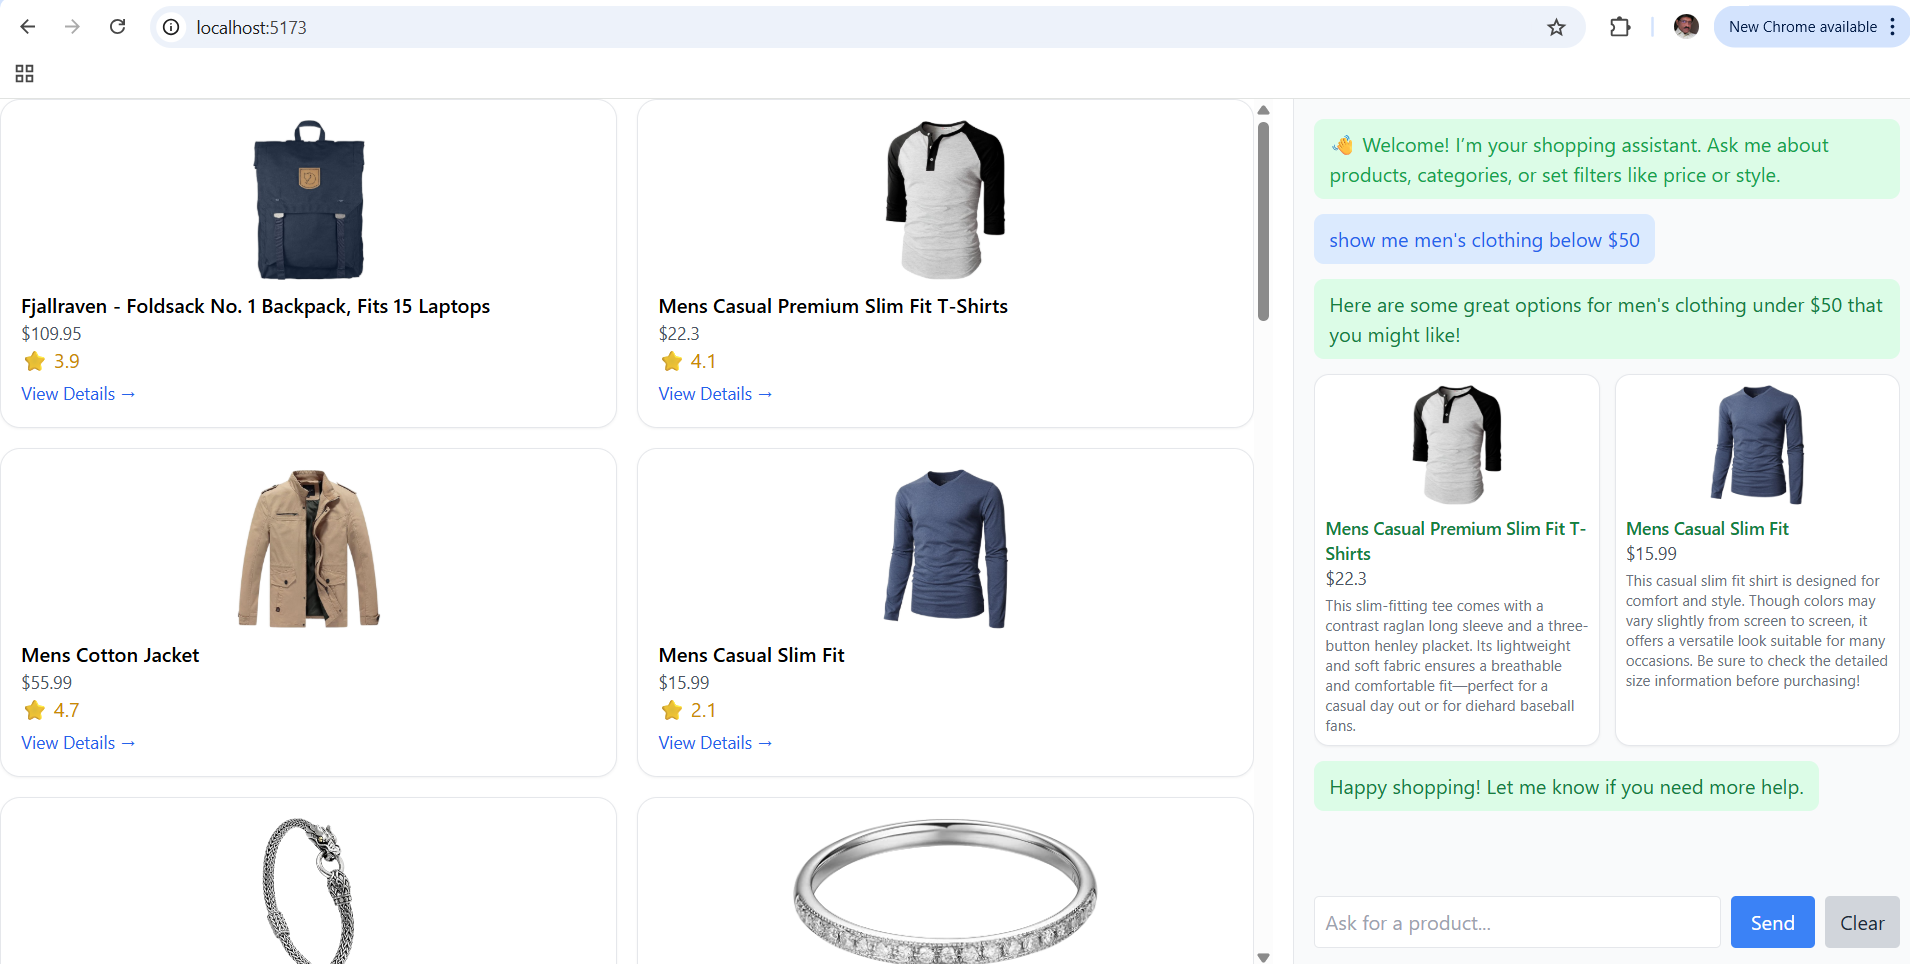 localhost:5173
New Chrome available
Fjallraven - Foldsack No. 1 Backpack, Fits 15 Laptops
$109.95
⭐ 3.9
View Details →
Mens Casual Premium Slim Fit T-Shirts
$22.3
⭐ 4.1
View Details →
Mens Cotton Jacket
$55.99
⭐ 4.7
View Details →
Mens Casual Slim Fit
$15.99
⭐ 2.1
View Details →
👋 Welcome! I’m your shopping assistant. Ask me about
products, categories, or set filters like price or style.
show me men's clothing below $50
Here are some great options for men's clothing under $50 that
you might like!
Mens Casual Premium Slim Fit T-
Shirts
$22.3
This slim-fitting tee comes with a
contrast raglan long sleeve and a three-
button henley placket. Its lightweight
and soft fabric ensures a breathable
and comfortable fit—perfect for a
casual day out or for diehard baseball
fans.
Mens Casual Slim Fit
$15.99
This casual slim fit shirt is designed for
comfort and style. Though colors may
vary slightly from screen to screen, it
offers a versatile look suitable for many
occasions. Be sure to check the detailed
size information before purchasing!
Happy shopping! Let me know if you need more help.
Ask for a product...
Send
Clear